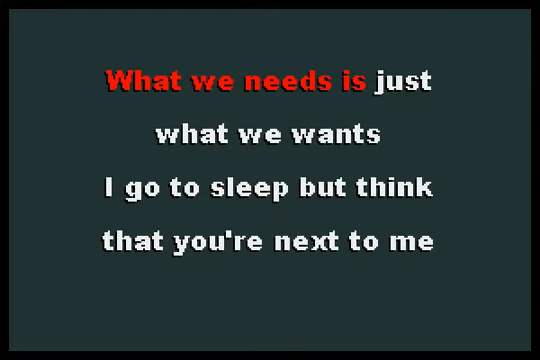 What we needs is just
what we wants
I go to sleep but think
that you're next to me